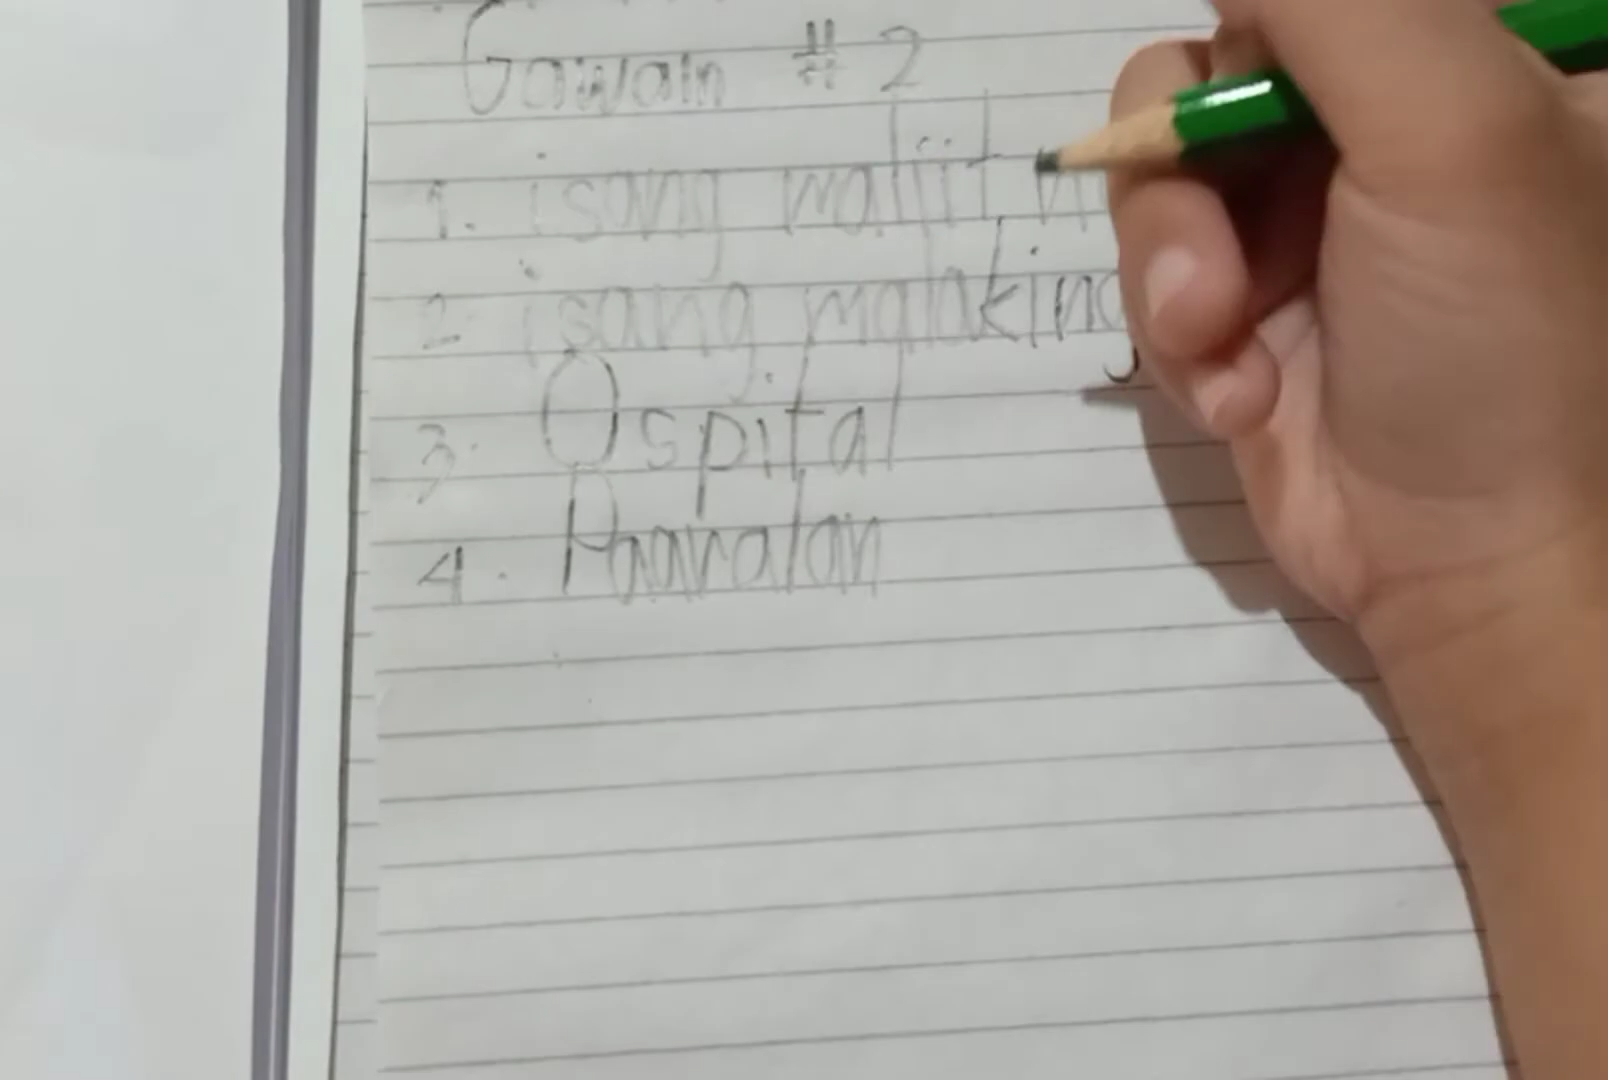 Gawain # 2
1. isang maliit n
2. isang malaking
3. Ospital
4. Paaralan